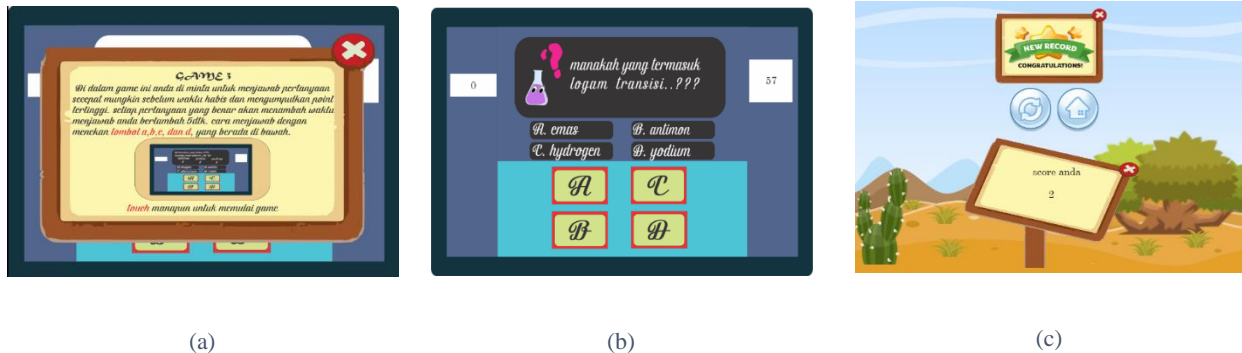 GAME 3
Di dalam game ini anda di minta untuk menjawab pertanyaan
secepat mungkin sebelum waktu habis dan mengumpulkan point
tertinggi. setiap pertanyaan yang benar akan menambah waktu
menjawab anda bertambah 5dtk. cara menjawab dengan
menekan tombol a,b,c, dan d, yang berada di bawah.
touch manapun untuk memulai game
0
manakah yang termasuk
logam transisi..???
57
A. emas B. antimon
C. hydrogen D. yodium
A C
B D
NEW RECORD
CONGRATULATIONS!
score anda
2
(a) (b) (c)